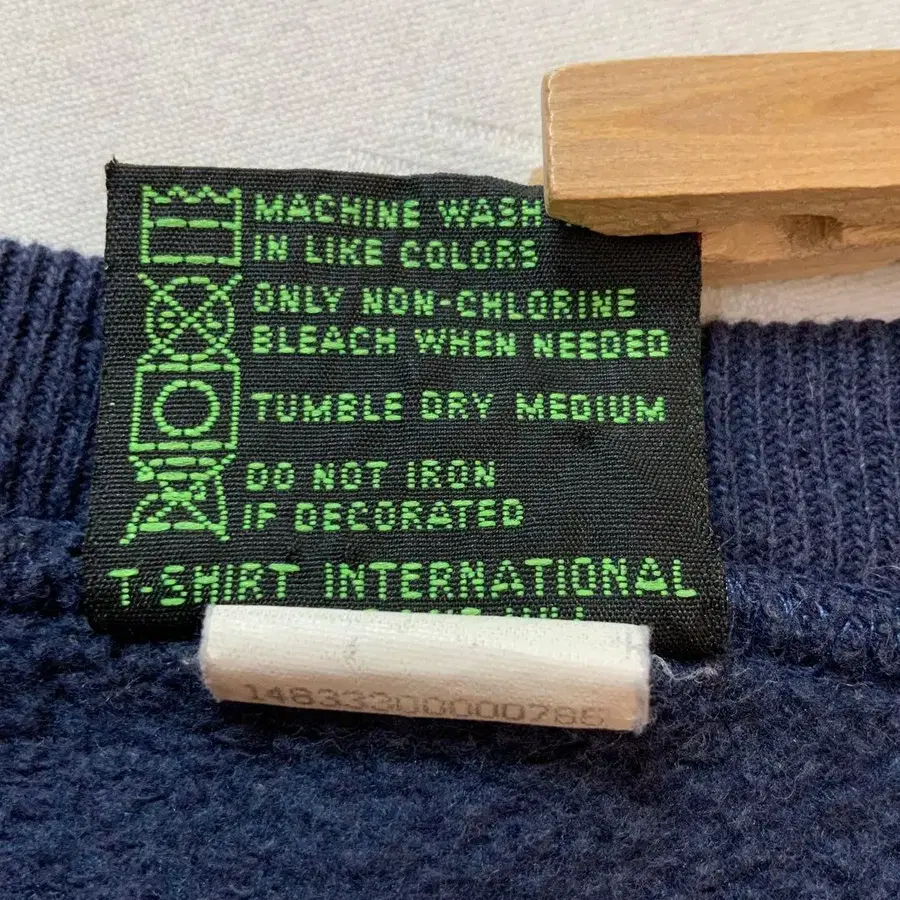 MACHINE WASH
IN LIKE COLORS
ONLY NON-CHLORINE
BLEACH WHEN NEEDED
TUMBLE DRY MEDIUM
DO NOT IRON
IF DECORATED
T-SHIRT INTERNATIONAL